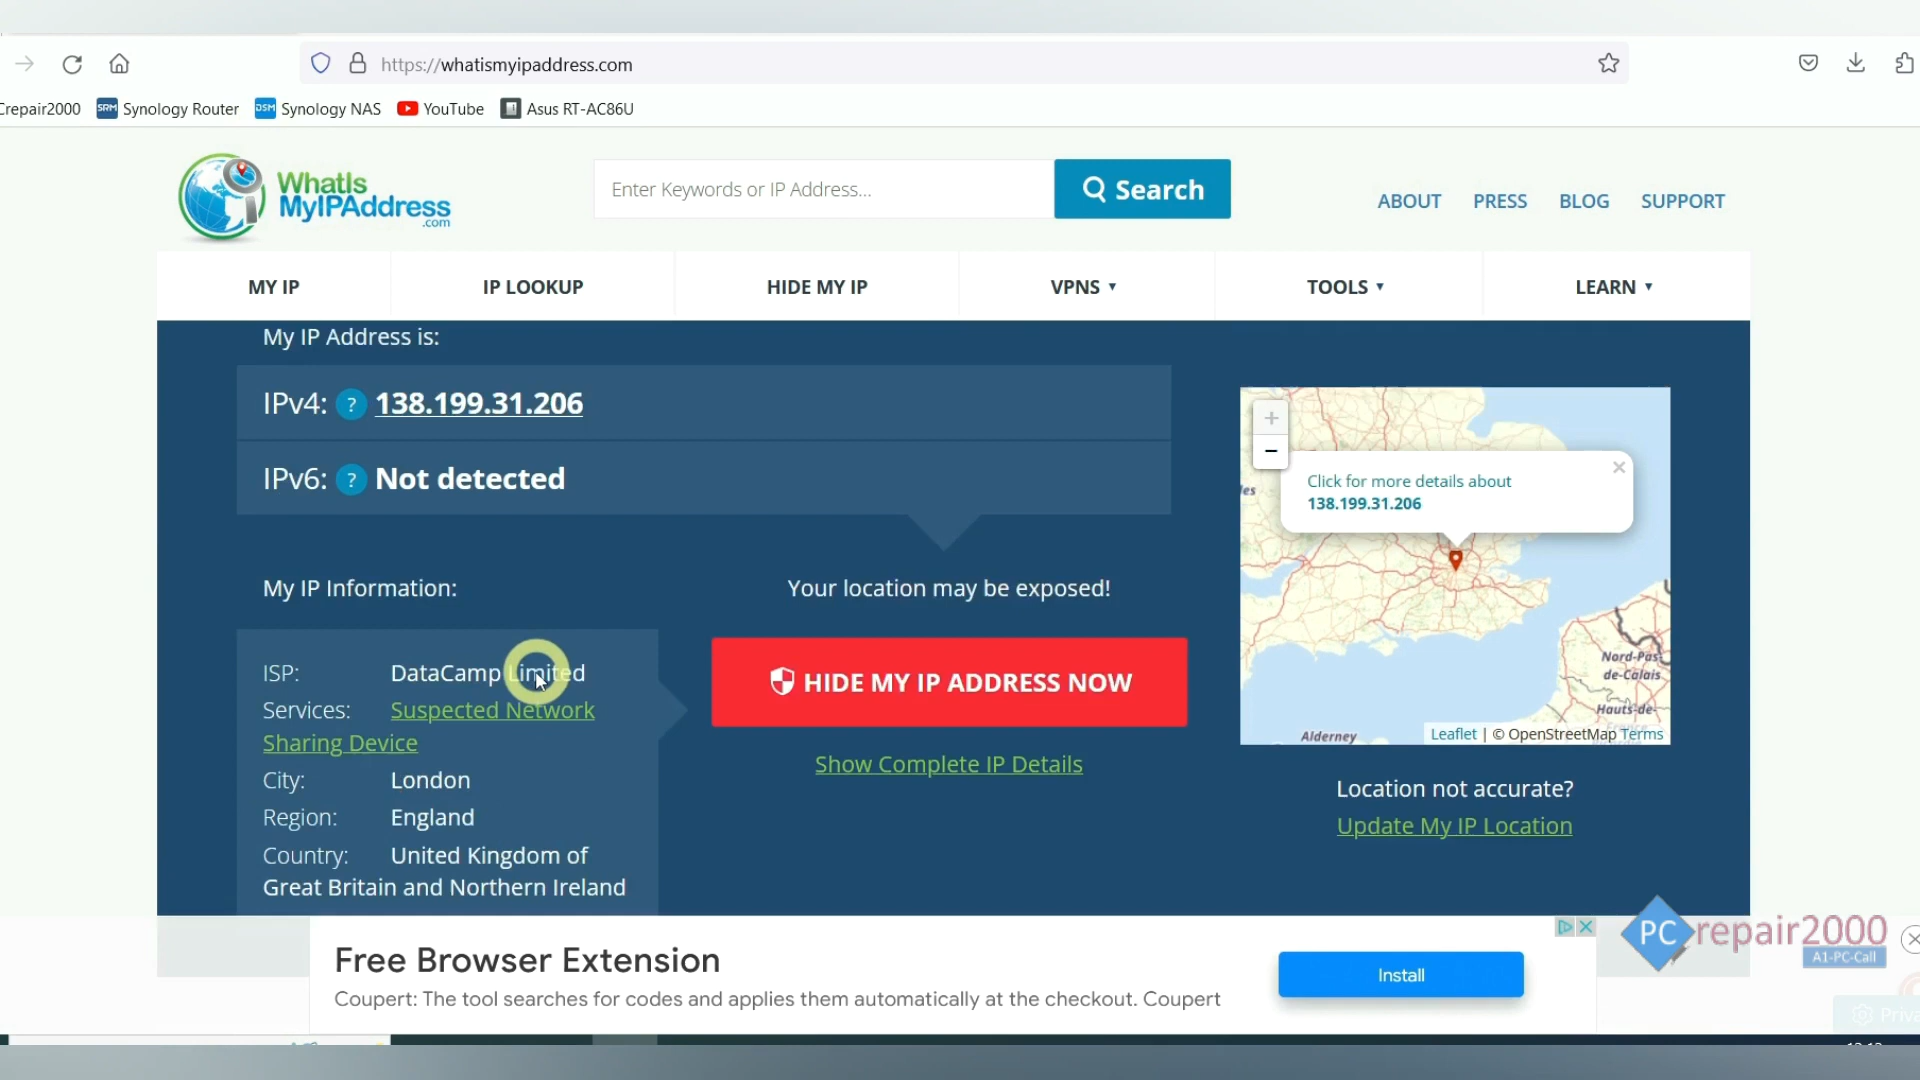 https://whatismyipaddress.com
crepair2000 SRM Synology Router DSM Synology NAS YouTube Asus RT-AC86U
WhatIs
MyIPAddress
.com
Enter Keywords or IP Address...
Search
ABOUT PRESS BLOG SUPPORT
MY IP IP LOOKUP HIDE MY IP VPNS TOOLS LEARN
My IP Address is:
IPv4: ? 138.199.31.206
IPv6: ? Not detected
Click for more details about
138.199.31.206
My IP Information:
Your location may be exposed!
ISP: DataCamp Limited
Services: Suspected Network
Sharing Device
City: London
Region: England
Country: United Kingdom of
Great Britain and Northern Ireland
HIDE MY IP ADDRESS NOW
Show Complete IP Details
les
Nord-Pas-
de-Calais
Hauts-de-
Alderney
Leaflet | © OpenStreetMap Terms
Location not accurate?
Update My IP Location
Free Browser Extension
Coupert: The tool searches for codes and applies them automatically at the checkout. Coupert
Install
PCrepair2000
A1-PC-Call
Priva